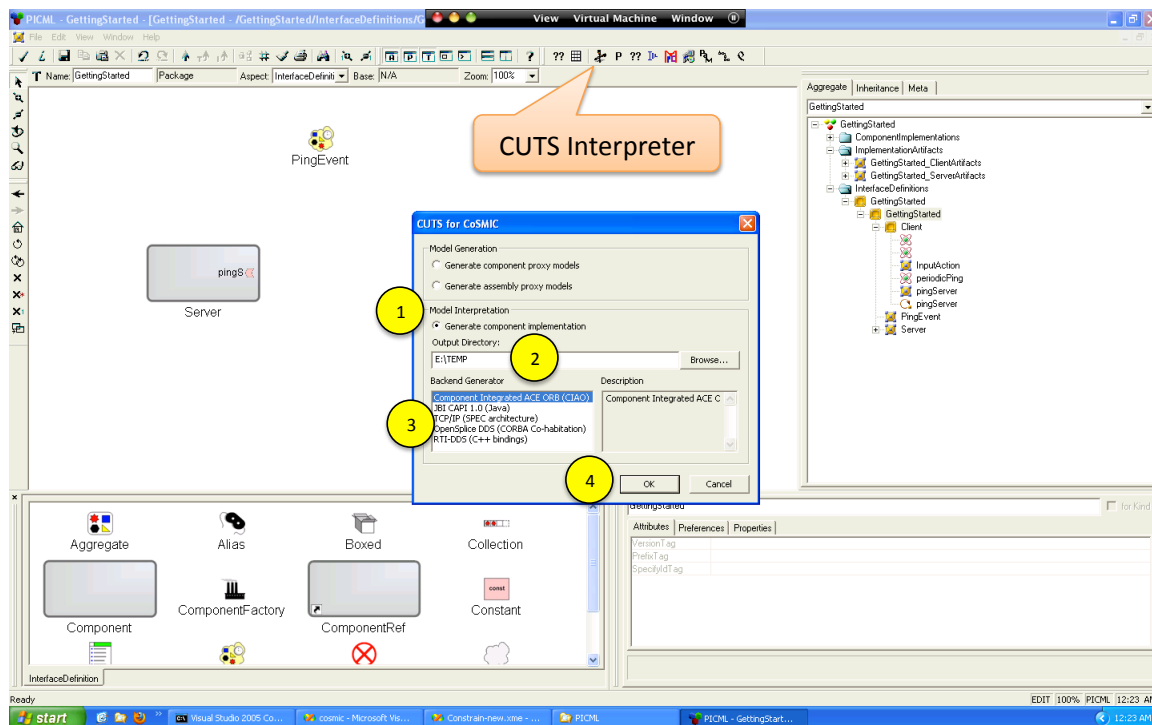 PICML - GettingStarted - [GettingStarted - /GettingStarted/InterfaceDefinitions/G
View Virtual Machine Window
File Edit View Window Help
?? P ??
Name: GettingStarted Package Aspect: InterfaceDefiniti Base: N/A Zoom: 100%
Aggregate Inheritance Meta
GettingStarted
GettingStarted
ComponentImplementations
ImplementationArtifacts
GettingStarted_ClientArtifacts
GettingStarted_ServerArtifacts
InterfaceDefinitions
GettingStarted
GettingStarted
Client
InputAction
periodicPing
pingServer
pingServer
PingEvent
Server
CUTS Interpreter
PingEvent
pingS
Server
CUTS for CoSMIC
Model Generation
Generate component proxy models
Generate assembly proxy models
1
Model Interpretation
Generate component implementation
Output Directory:
E:\TEMP
2
Browse...
Backend Generator
Description
3
Component Integrated ACE ORB (CIAO)
JBI CAPI 1.0 (Java)
TCP/IP (SPEC architecture)
OpenSplice DDS (CORBA Co-habitation)
RTI-DDS (C++ bindings)
Component Integrated ACE C
4
OK
Cancel
Aggregate
Alias
Boxed
Collection
Component
ComponentFactory
ComponentRef
const
Constant
InterfaceDefinition
GettingStarted
for Kind
Attributes Preferences Properties
VersionTag
PrefixTag
SpecifyIdTag
Ready
EDIT 100% PICML 12:23 AM
start
Visual Studio 2005 Co...
cosmic - Microsoft Vis...
Constrain-new.xme - ...
PICML
PICML - GettingStart...
12:23 AM